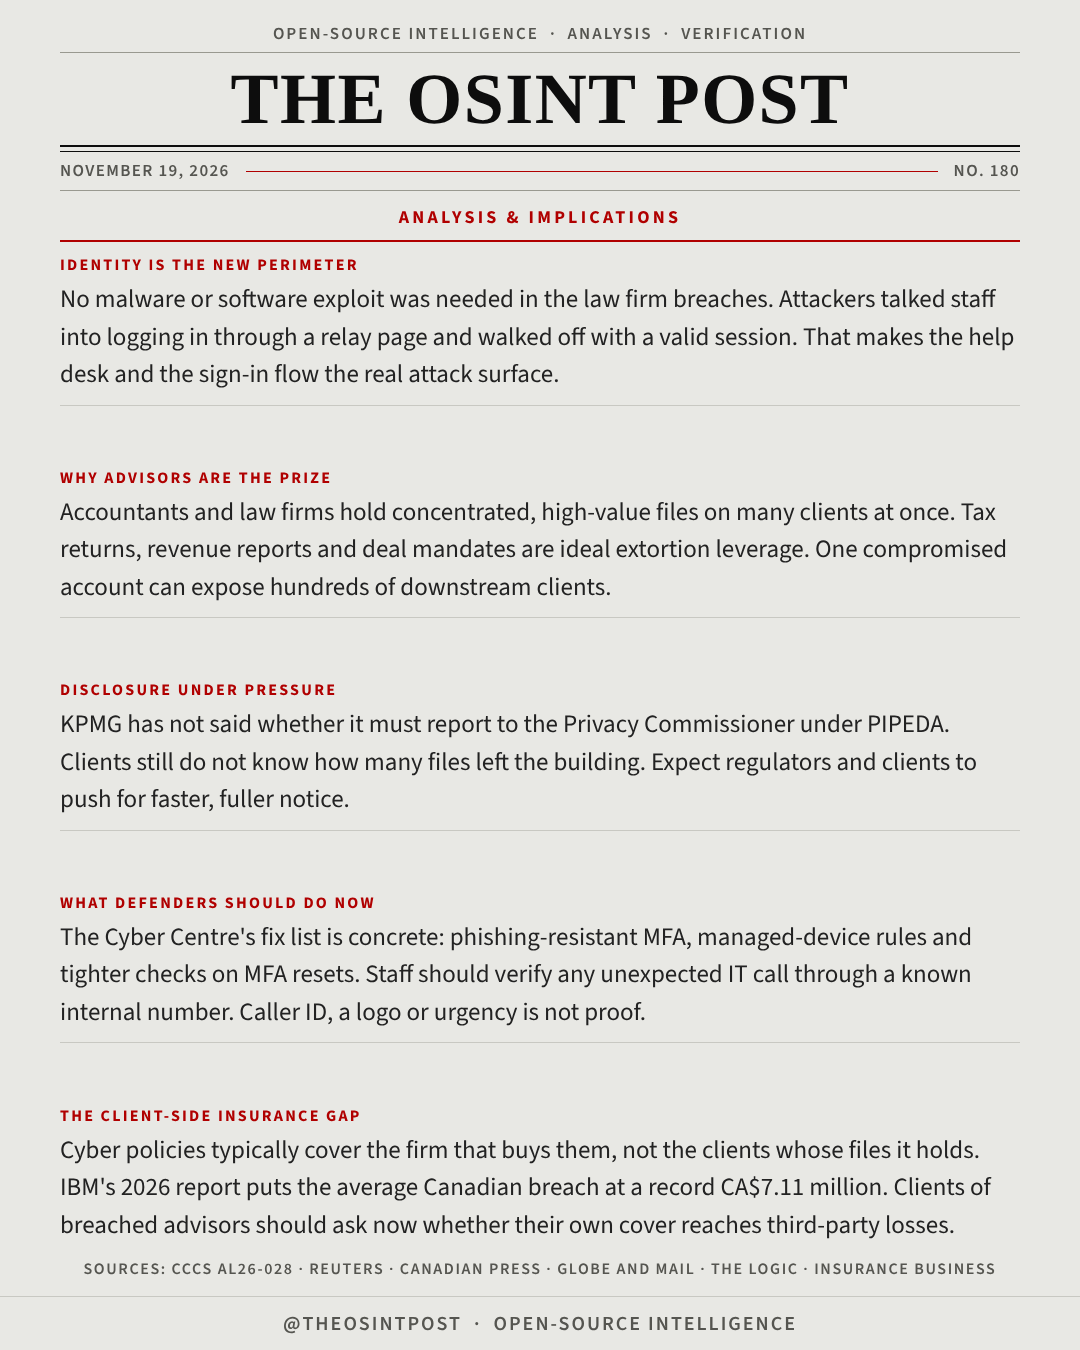 OPEN-SOURCE INTELLIGENCE · ANALYSIS · VERIFICATION
THE OSINT POST
NOVEMBER 19, 2026 NO. 180
ANALYSIS & IMPLICATIONS
IDENTITY IS THE NEW PERIMETER
No malware or software exploit was needed in the law firm breaches. Attackers talked staff
into logging in through a relay page and walked off with a valid session. That makes the help
desk and the sign-in flow the real attack surface.
WHY ADVISORS ARE THE PRIZE
Accountants and law firms hold concentrated, high-value files on many clients at once. Tax
returns, revenue reports and deal mandates are ideal extortion leverage. One compromised
account can expose hundreds of downstream clients.
DISCLOSURE UNDER PRESSURE
KPMG has not said whether it must report to the Privacy Commissioner under PIPEDA.
Clients still do not know how many files left the building. Expect regulators and clients to
push for faster, fuller notice.
WHAT DEFENDERS SHOULD DO NOW
The Cyber Centre's fix list is concrete: phishing-resistant MFA, managed-device rules and
tighter checks on MFA resets. Staff should verify any unexpected IT call through a known
internal number. Caller ID, a logo or urgency is not proof.
THE CLIENT-SIDE INSURANCE GAP
Cyber policies typically cover the firm that buys them, not the clients whose files it holds.
IBM's 2026 report puts the average Canadian breach at a record CA$7.11 million. Clients of
breached advisors should ask now whether their own cover reaches third-party losses.
SOURCES: CCCS AL26-028 · REUTERS · CANADIAN PRESS · GLOBE AND MAIL · THE LOGIC · INSURANCE BUSINESS
@THEOSINTPOST · OPEN-SOURCE INTELLIGENCE